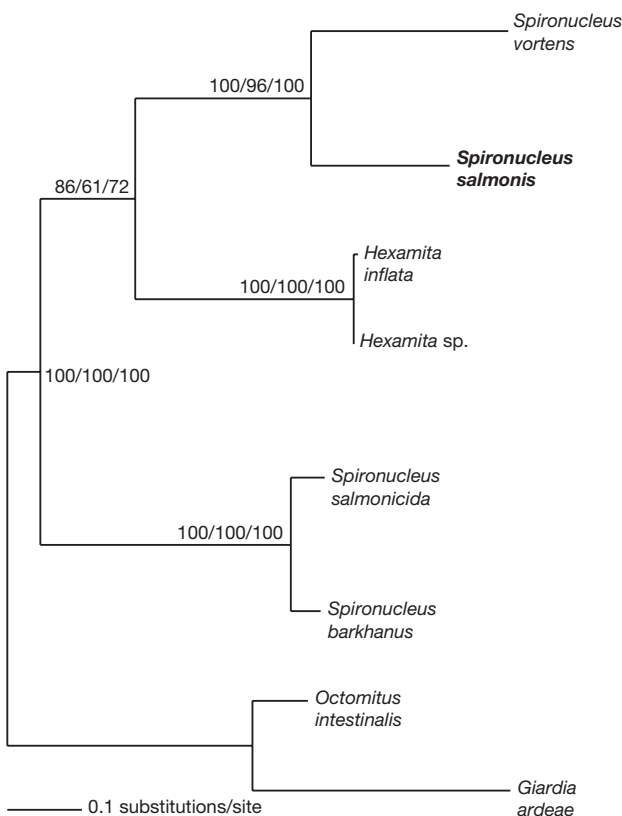 Spironucleus
vortens
100/96/100
Spironucleus
salmonis
86/61/72
Hexamita
inflata
100/100/100
Hexamita sp.
100/100/100
Spironucleus
salmonicida
100/100/100
Spironucleus
barkhanus
Octomitus
intestinalis
Giardia
ardeae
0.1 substitutions/site